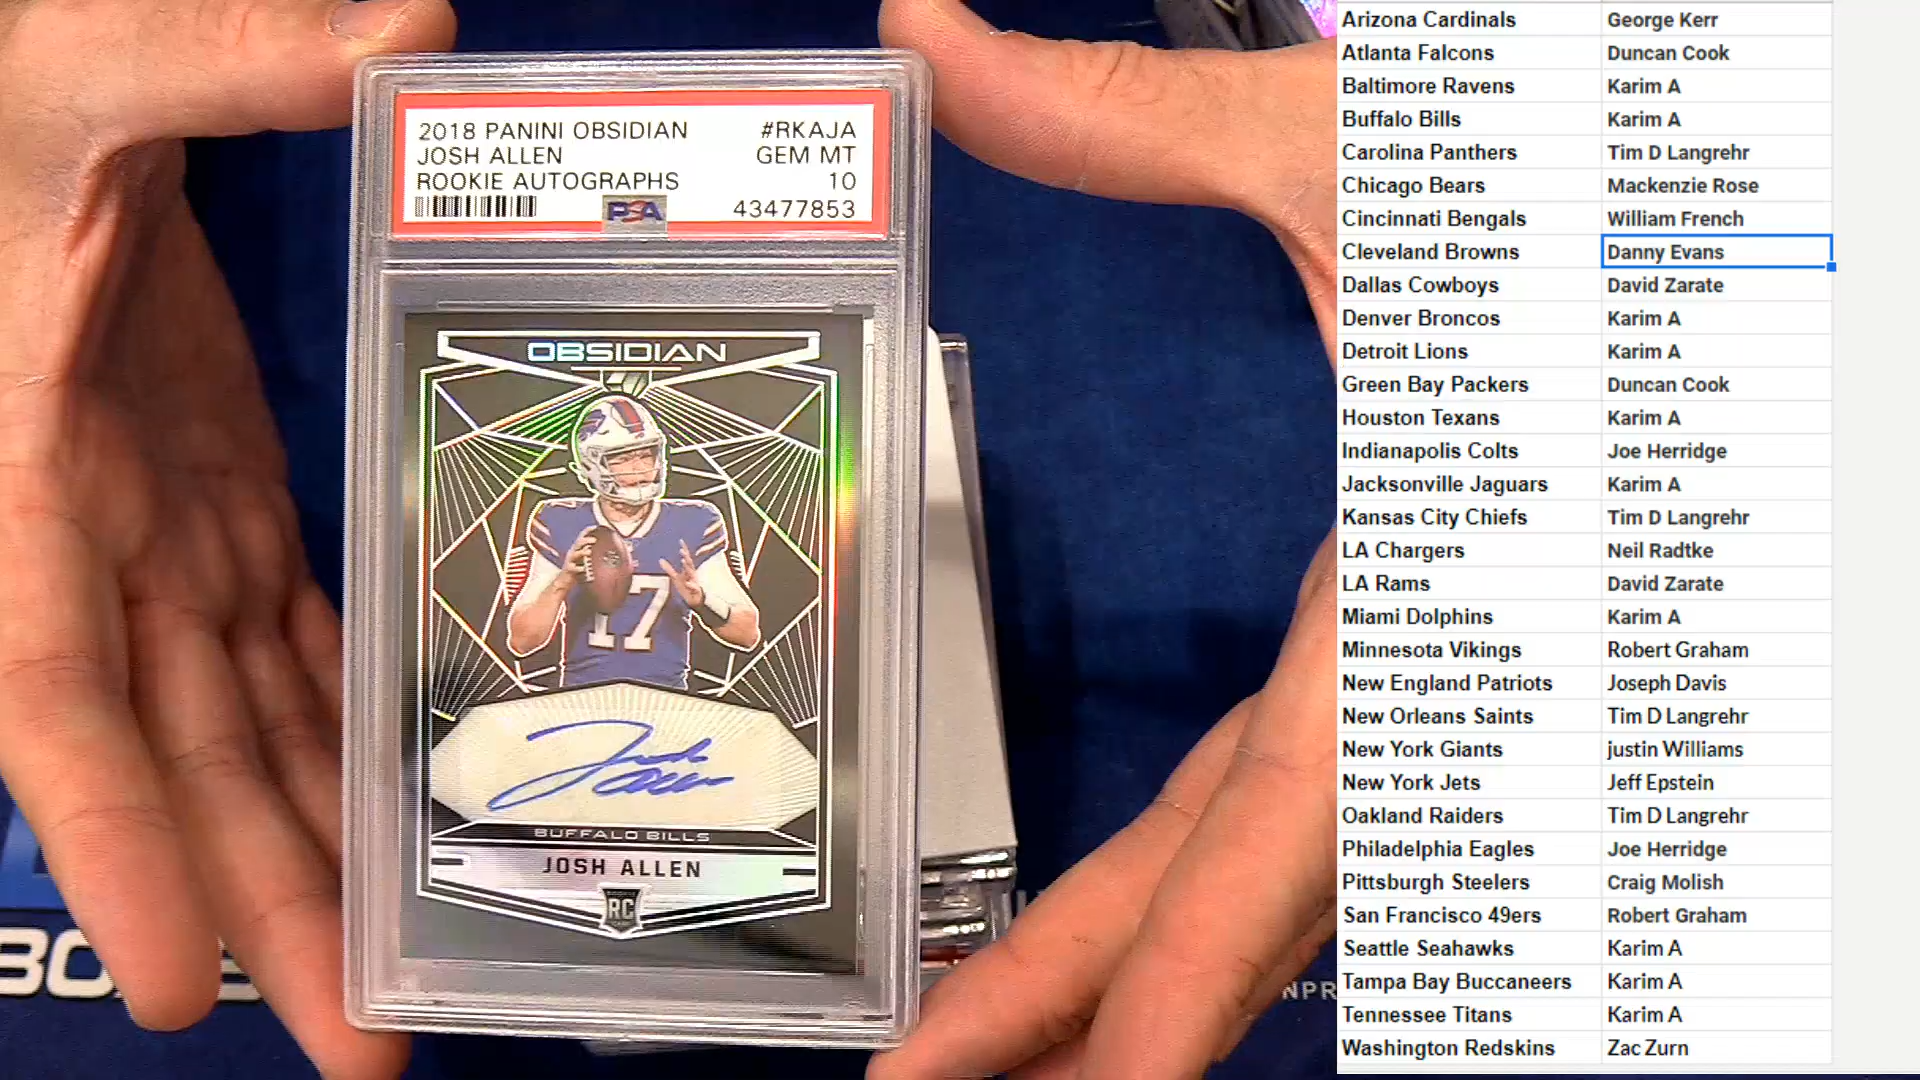 2018 PANINI OBSIDIAN #RKAJA
JOSH ALLEN GEM MT
ROOKIE AUTOGRAPHS 10
PSA 43477853
OBSIDIAN
17
Josh Allen
BUFFALO BILLS
JOSH ALLEN
RC
BO
NPR
Arizona Cardinals George Kerr
Atlanta Falcons Duncan Cook
Baltimore Ravens Karim A
Buffalo Bills Karim A
Carolina Panthers Tim D Langrehr
Chicago Bears Mackenzie Rose
Cincinnati Bengals William French
Cleveland Browns Danny Evans
Dallas Cowboys David Zarate
Denver Broncos Karim A
Detroit Lions Karim A
Green Bay Packers Duncan Cook
Houston Texans Karim A
Indianapolis Colts Joe Herridge
Jacksonville Jaguars Karim A
Kansas City Chiefs Tim D Langrehr
LA Chargers Neil Radtke
LA Rams David Zarate
Miami Dolphins Karim A
Minnesota Vikings Robert Graham
New England Patriots Joseph Davis
New Orleans Saints Tim D Langrehr
New York Giants justin Williams
New York Jets Jeff Epstein
Oakland Raiders Tim D Langrehr
Philadelphia Eagles Joe Herridge
Pittsburgh Steelers Craig Molish
San Francisco 49ers Robert Graham
Seattle Seahawks Karim A
Tampa Bay Buccaneers Karim A
Tennessee Titans Karim A
Washington Redskins Zac Zurn